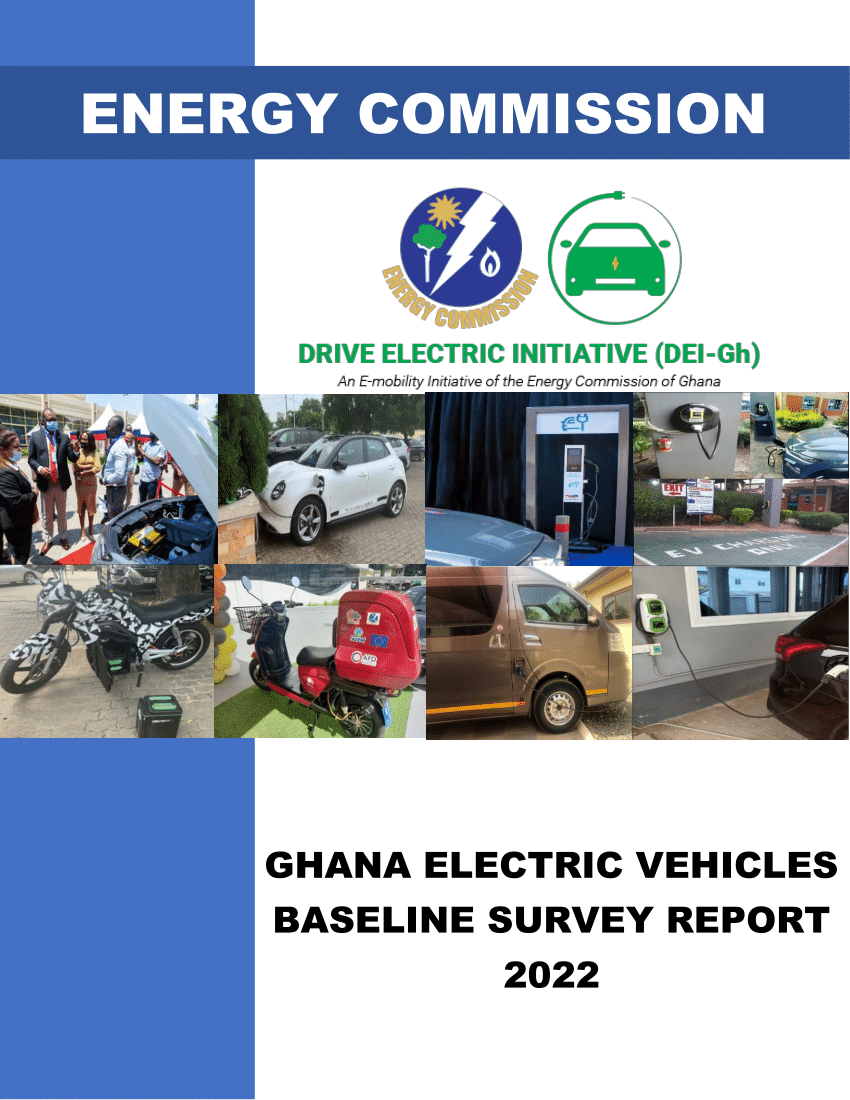 ENERGY COMMISSION
ENERGY COMMISSION
DRIVE ELECTRIC INITIATIVE (DEI-Gh)
An E-mobility Initiative of the Energy Commission of Ghana
EXIT
EV CHARGING
ONLY
AFD
GHANA ELECTRIC VEHICLES
BASELINE SURVEY REPORT
2022